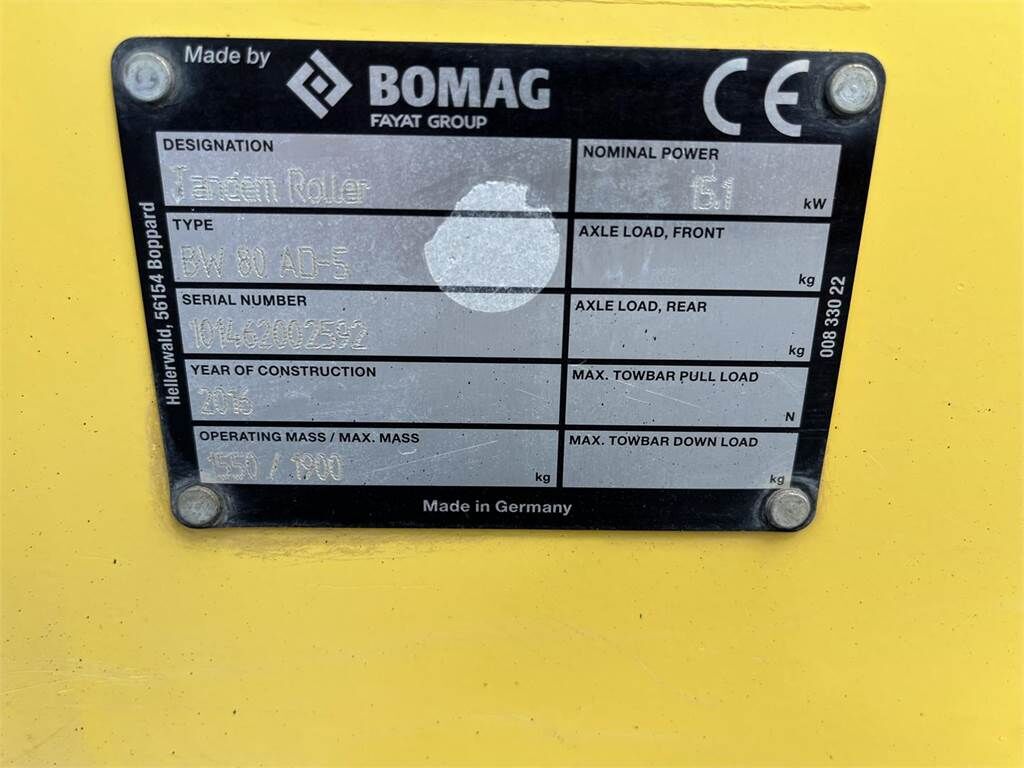 Made by
BOMAG
FAYAT GROUP
CE
DESIGNATION
Tandem Roller
NOMINAL POWER
15.1 kW
TYPE
BW 80 AD-5
AXLE LOAD, FRONT
kg
SERIAL NUMBER
101462002592
AXLE LOAD, REAR
kg
YEAR OF CONSTRUCTION
2016
MAX. TOWBAR PULL LOAD
N
OPERATING MASS / MAX. MASS
1550 / 1900 kg
MAX. TOWBAR DOWN LOAD
kg
Made in Germany
Hellerwald, 56154 Boppard
008 330 22